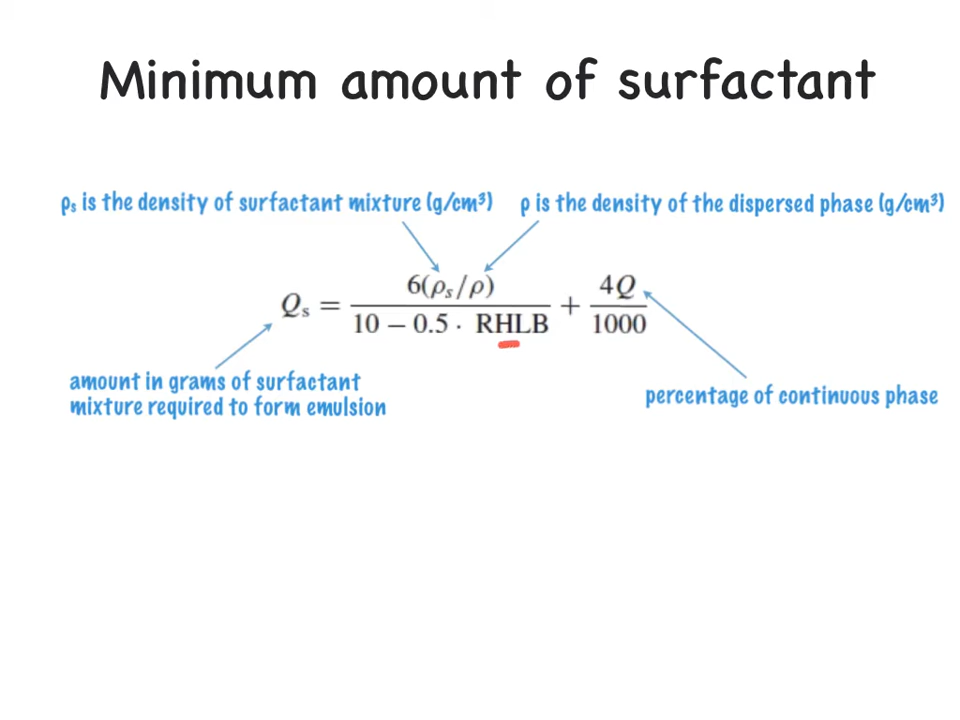 Minimum amount of surfactant
ρₛ is the density of surfactant mixture (g/cm³)
ρ is the density of the dispersed phase (g/cm³)
Qₛ = 6(ρₛ/ρ) / (10 − 0.5 · RHLB) + 4Q / 1000
amount in grams of surfactant
mixture required to form emulsion
percentage of continuous phase